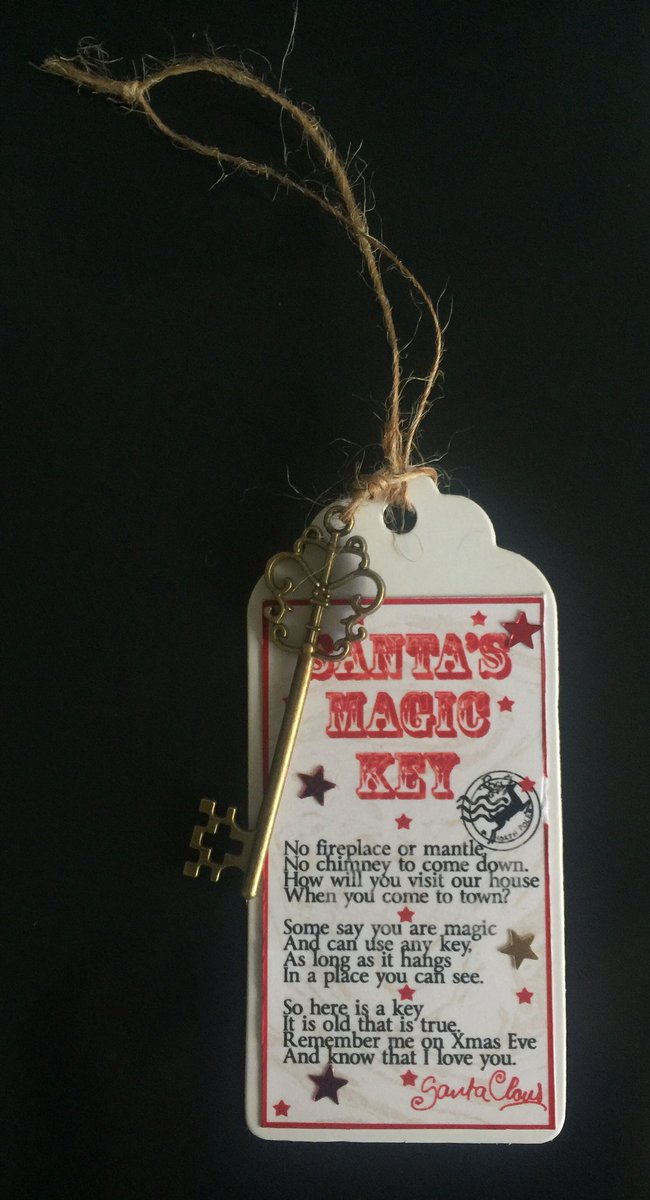 SANTA'S
MAGIC
KEY
NORTH POLE
No fireplace or mantle,
No chimney to come down.
How will you visit our house
When you come to town?
Some say you are magic
And can use any key,
As long as it hangs
In a place you can see.
So here is a key
It is old that is true,
Remember me on Xmas Eve
And know that I love you.
Santa Claus